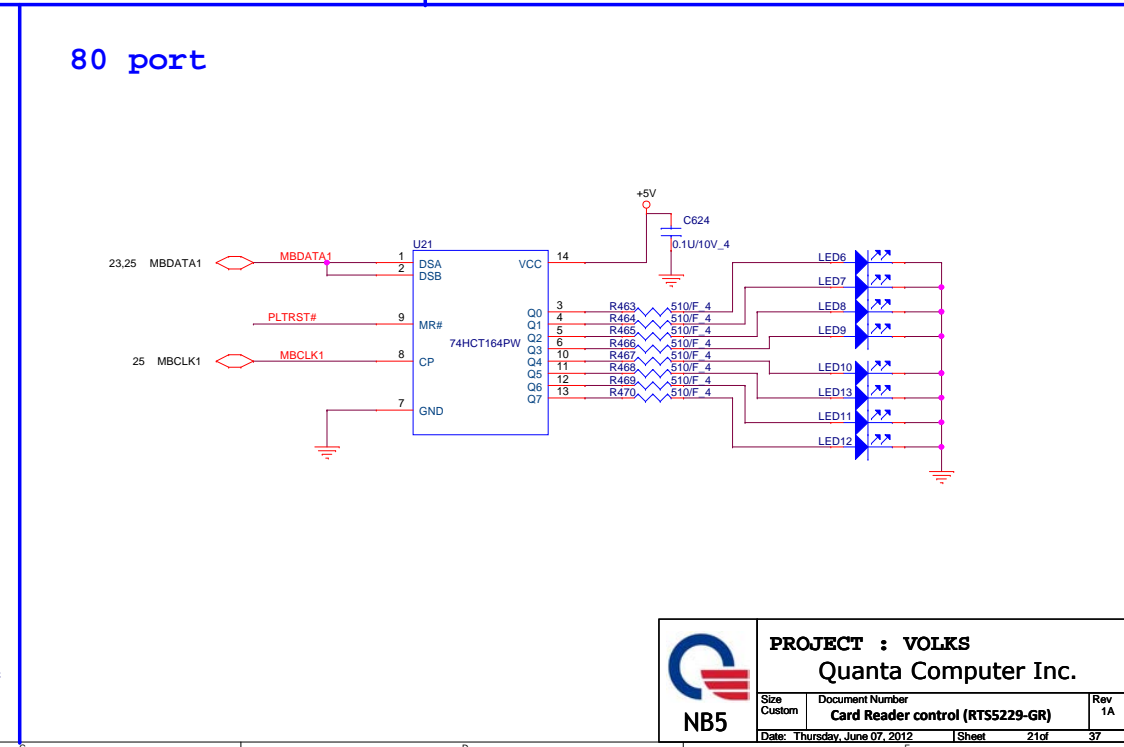 80 port
+5V
C624
0.1U/10V_4
U21
23,25 MBDATA1
MBDATA1
1
2
DSA
DSB
VCC
14
PLTRST#
9
MR#
74HCT164PW
25 MBCLK1
MBCLK1
8
CP
7
GND
Q0 3 R463 510/F_4
Q1 4 R464 510/F_4
Q2 5 R465 510/F_4
Q3 6 R466 510/F_4
Q4 10 R467 510/F_4
Q5 11 R468 510/F_4
Q6 12 R469 510/F_4
Q7 13 R470 510/F_4
LED6
LED7
LED8
LED9
LED10
LED13
LED11
LED12
NB5
PROJECT : VOLKS
Quanta Computer Inc.
Size
Custom
Document Number
Card Reader control (RTS5229-GR)
Rev
1A
Date: Thursday, June 07, 2012
Sheet 21of 37